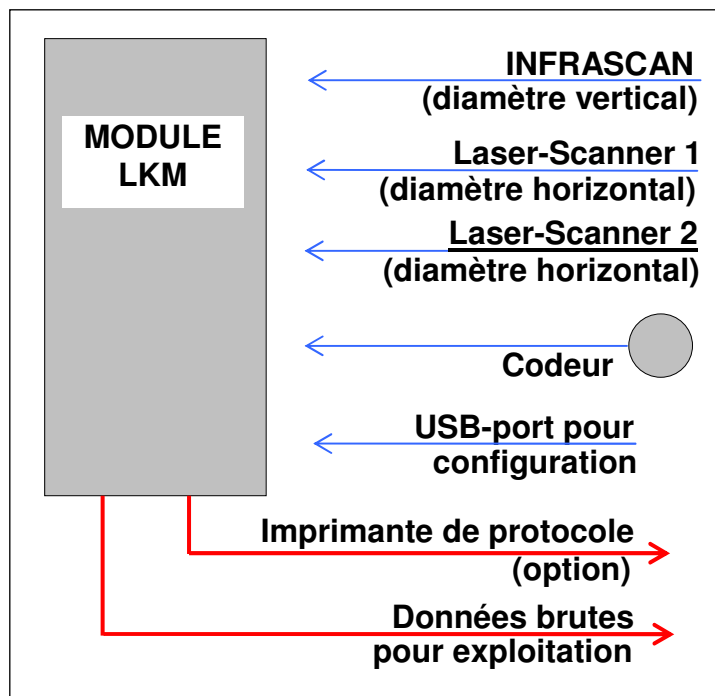 MODULE
LKM
INFRASCAN
(diamètre vertical)
Laser-Scanner 1
(diamètre horizontal)
Laser-Scanner 2
(diamètre horizontal)
Codeur
USB-port pour
configuration
Imprimante de protocole
(option)
Données brutes
pour exploitation